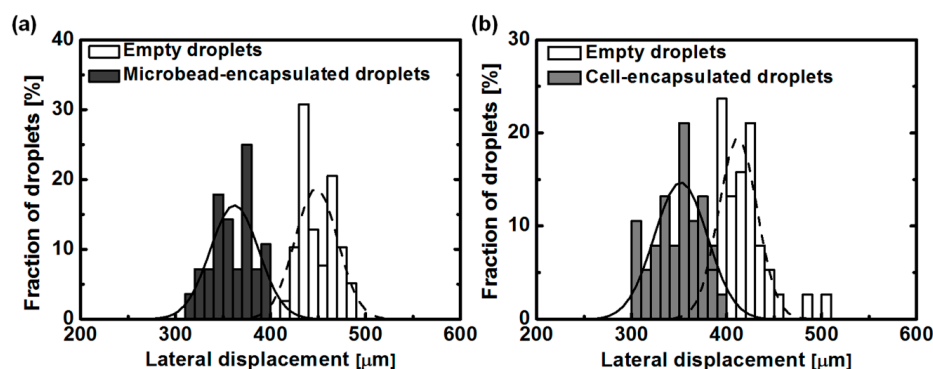 (a)
Fraction of droplets [%]
40
30
20
10
0
Empty droplets
Microbead-encapsulated droplets
200 300 400 500 600
Lateral displacement [μm]
(b)
Fraction of droplets [%]
30
20
10
0
Empty droplets
Cell-encapsulated droplets
200 300 400 500 600
Lateral displacement [μm]